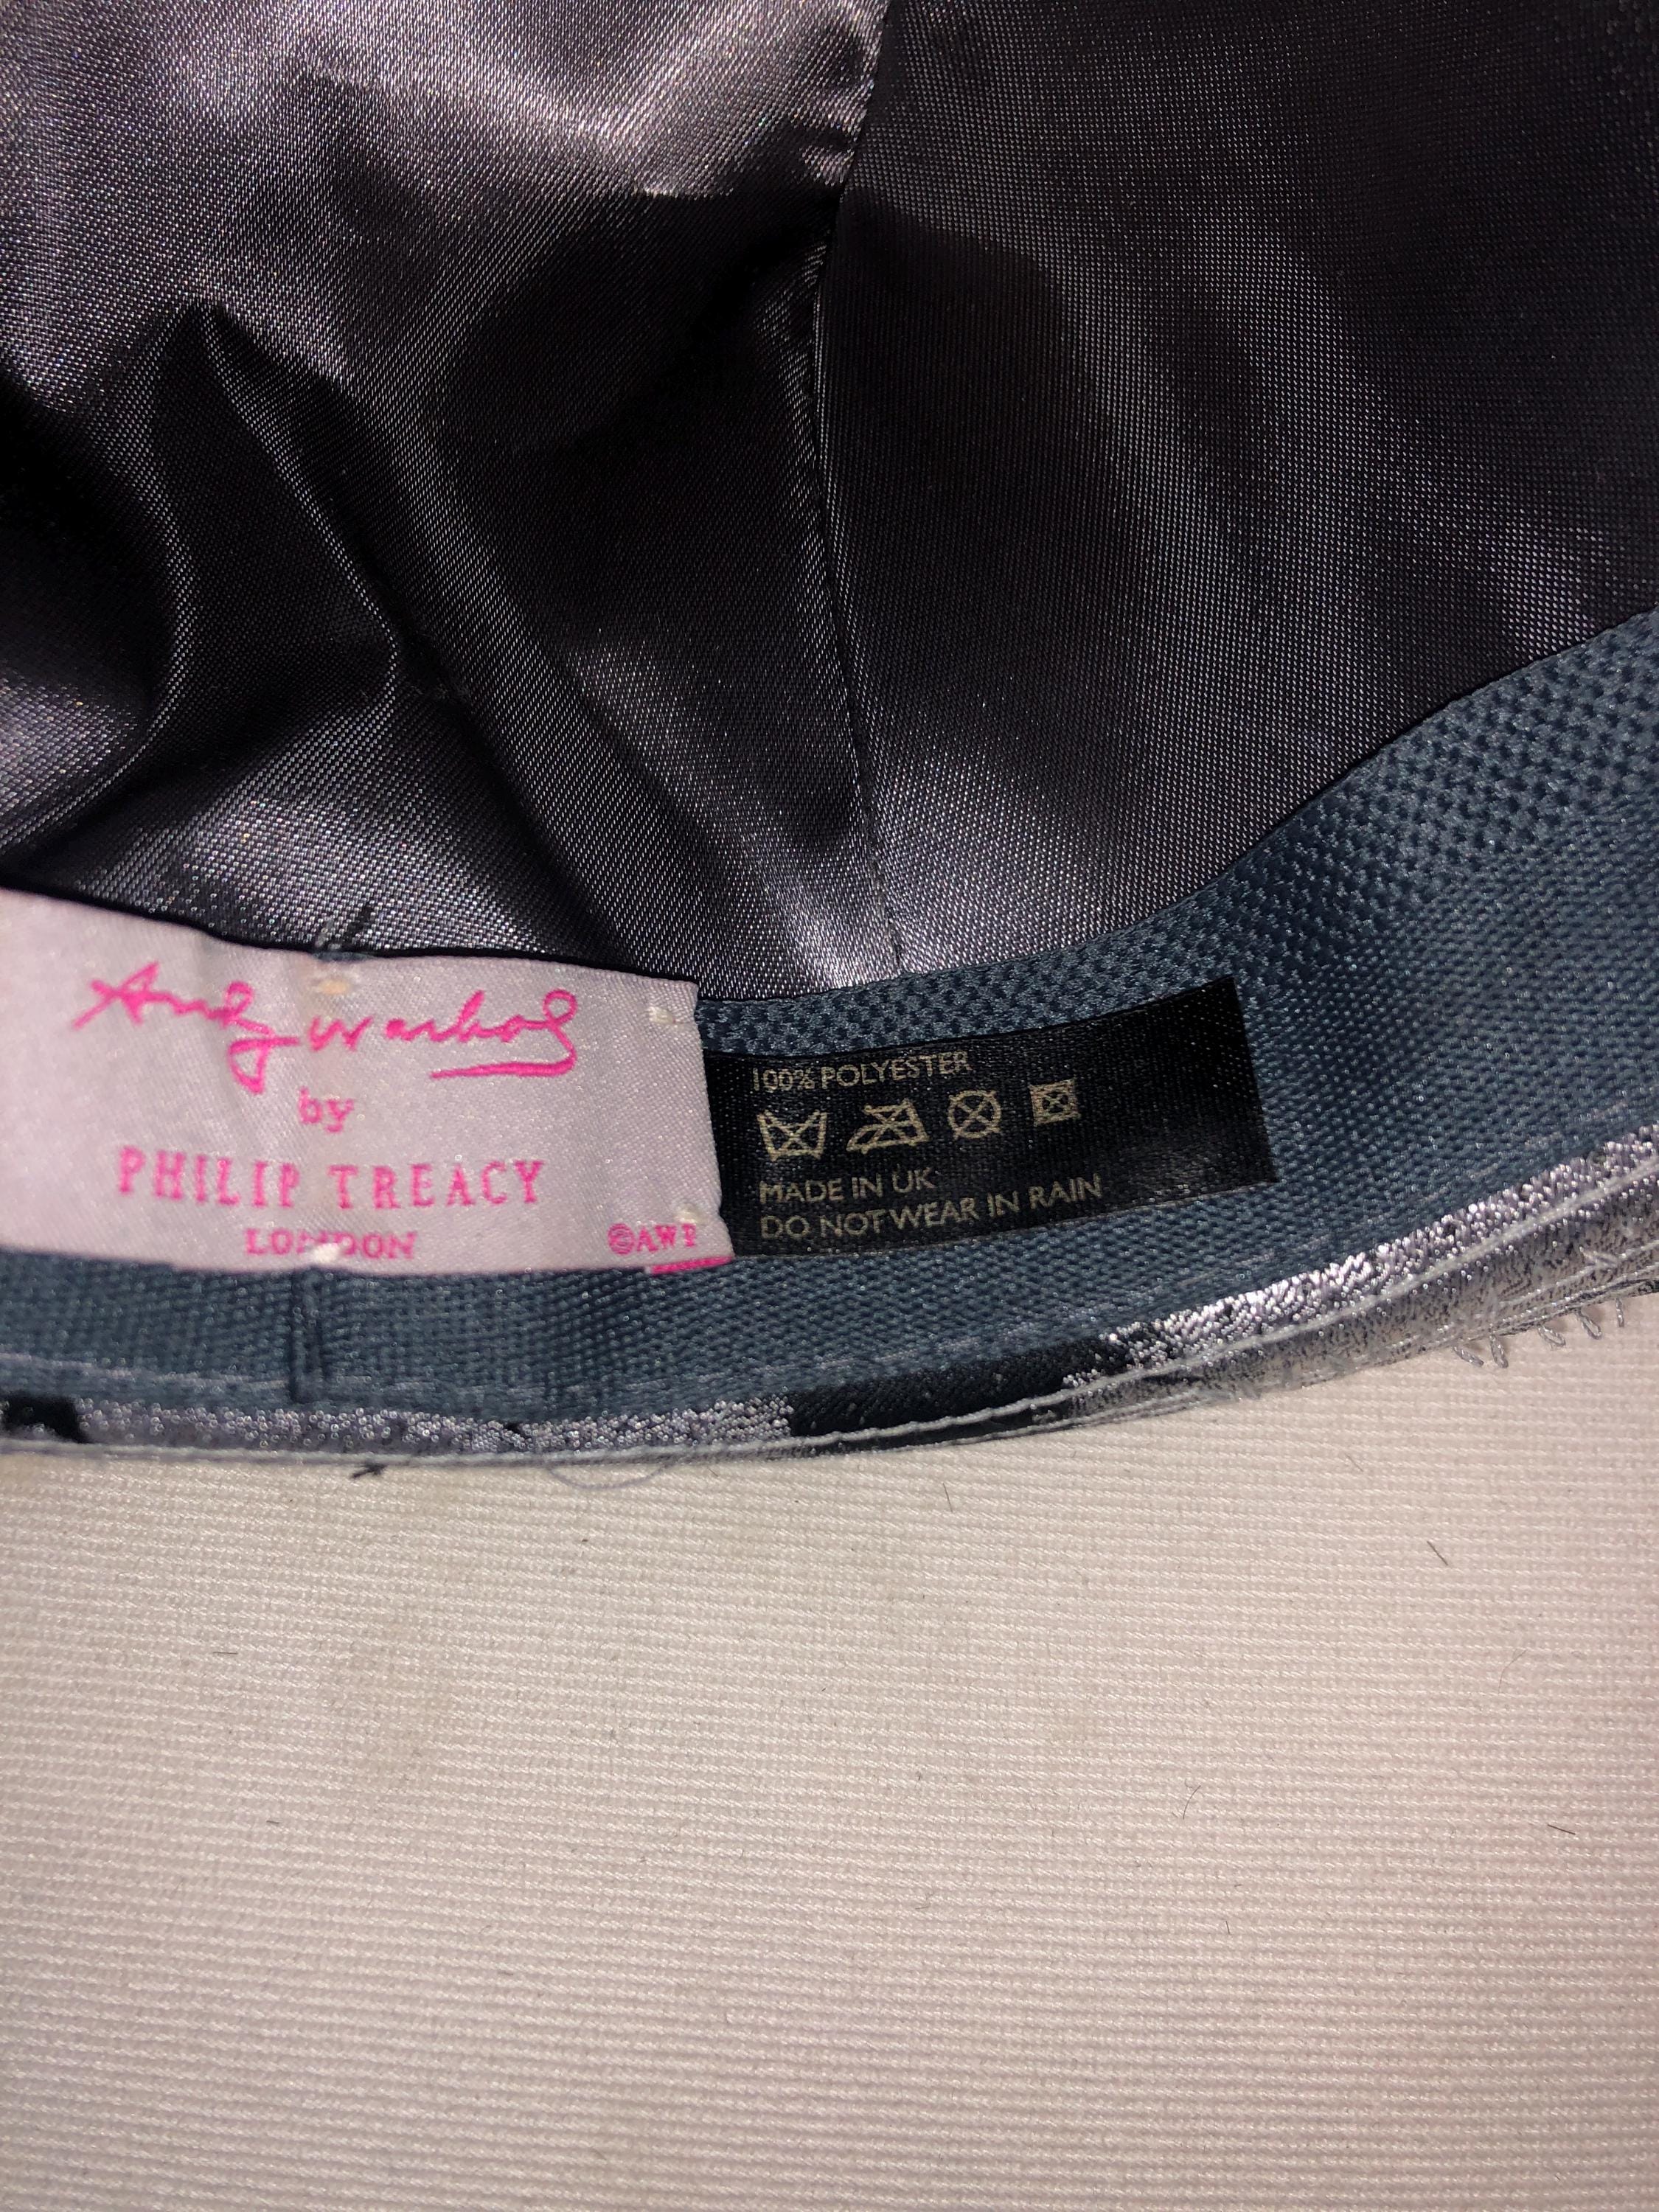 Andy Warhol
by
PHILIP TREACY
LONDON
©AWF
100% POLYESTER
MADE IN UK
DO NOT WEAR IN RAIN